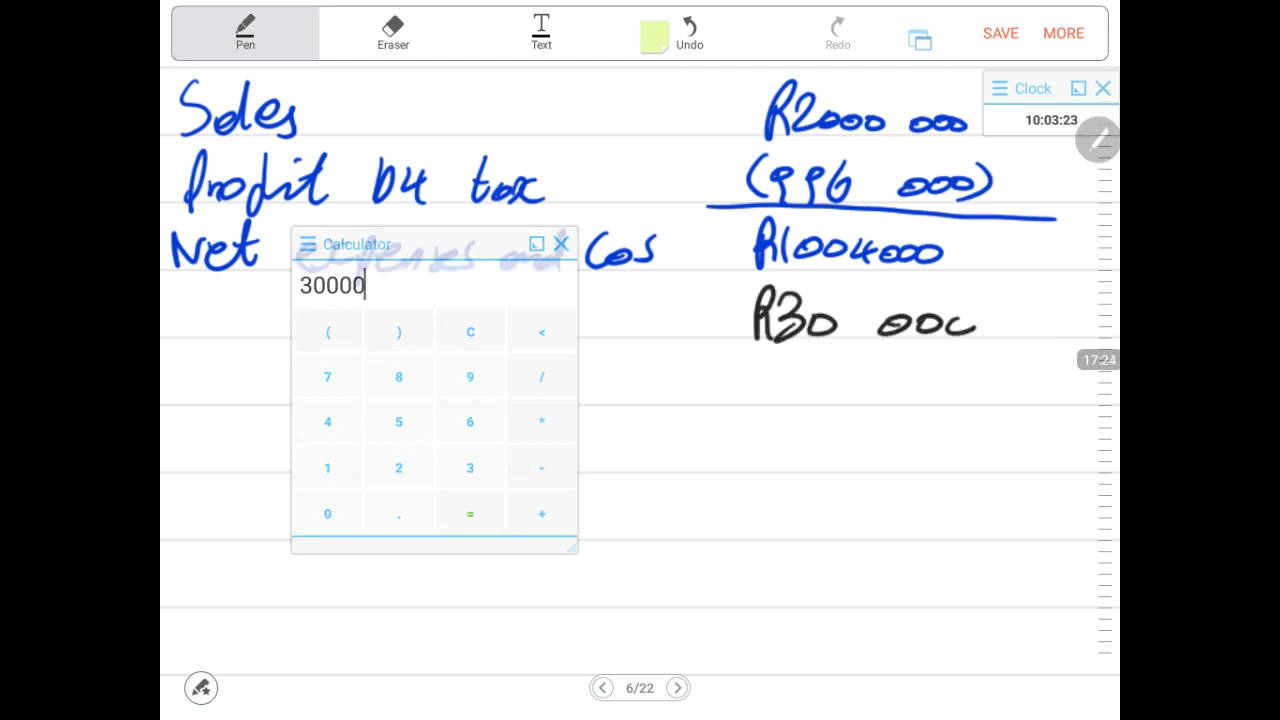 Pen Eraser Text Undo Redo SAVE MORE
Sales R2000 000
Clock
10:03:23
Profit b4 tax (996 000)
Net expenses and Cos R1004000
Calculator
30000
R30 000
( ) C <
7 8 9 /
17:24
4 5 6 *
1 2 3 -
0 . = +
6/22